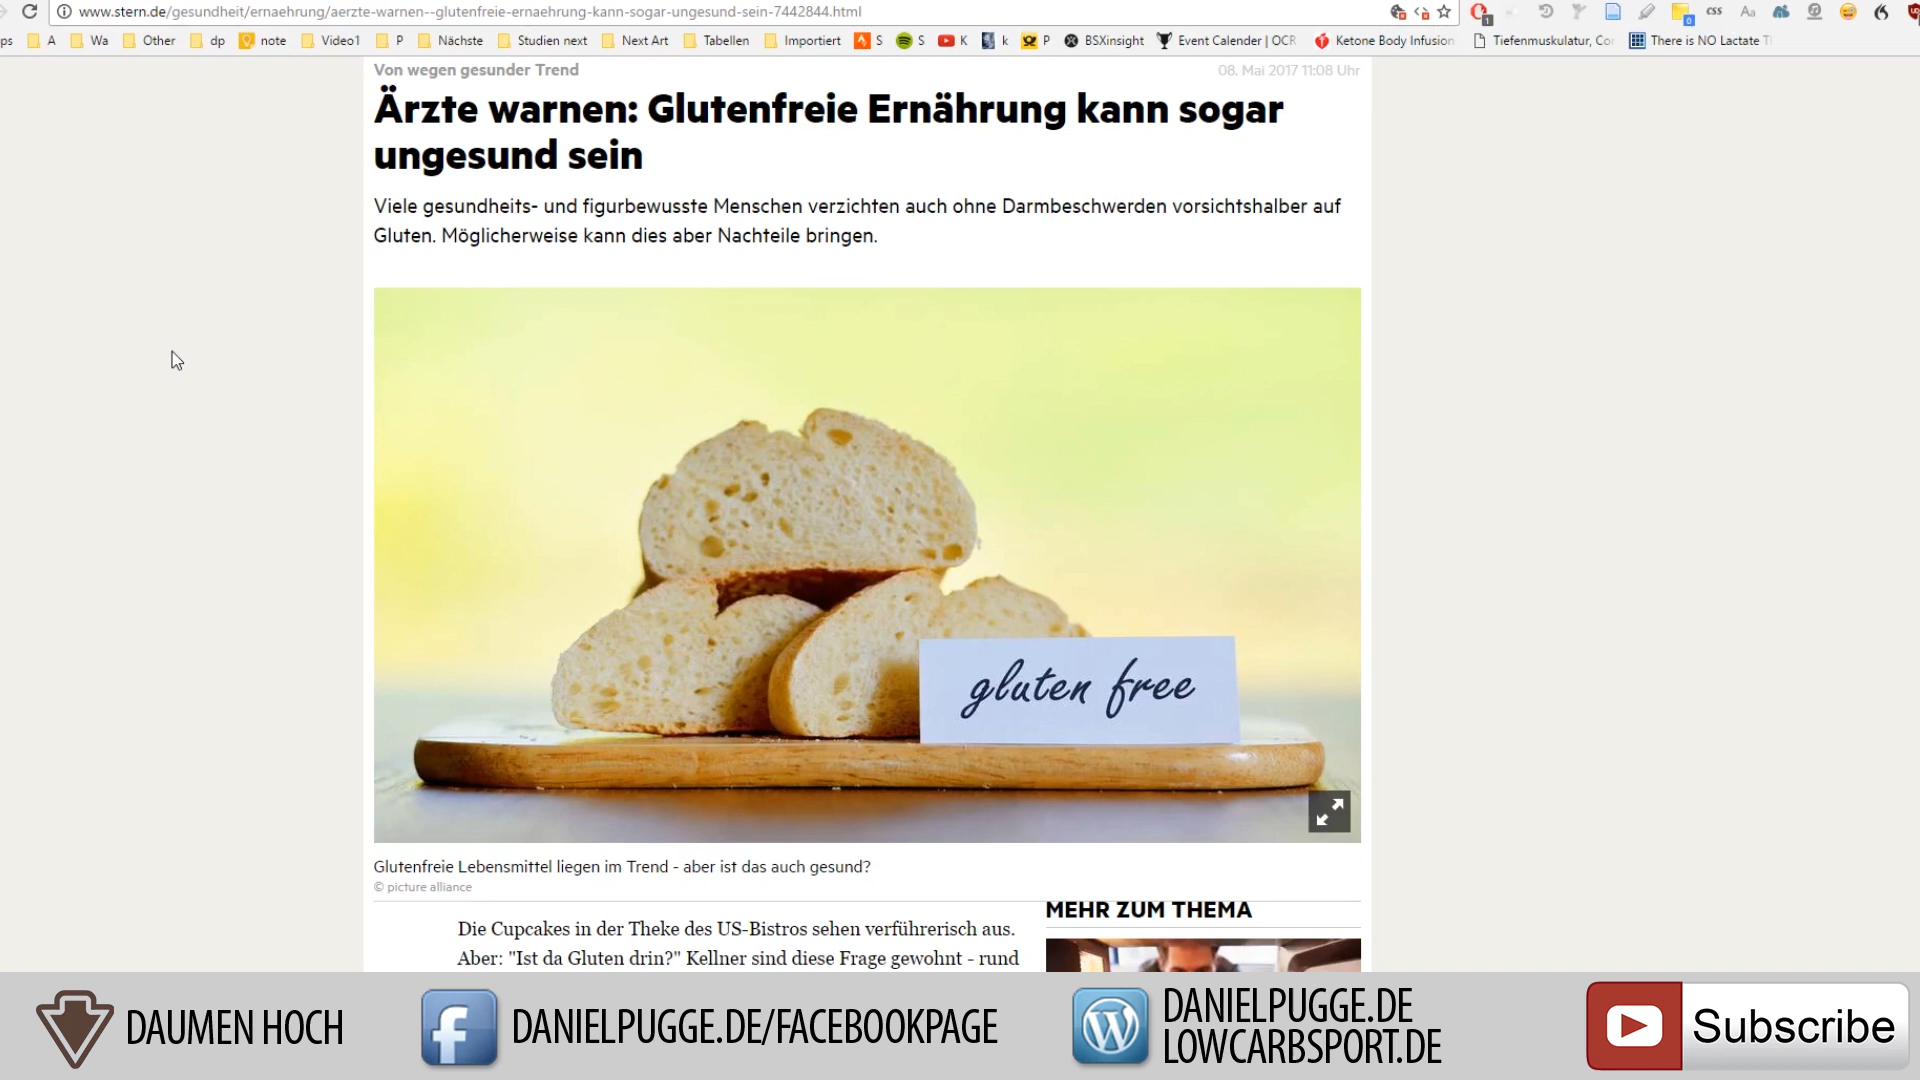 www.stern.de/gesundheit/ernaehrung/aerzte-warnen--glutenfreie-ernaehrung-kann-sogar-ungesund-sein-7442844.html
ps A Wa Other dp note Video1 P Nächste Studien next Next Art Tabellen Importiert S S K k P BSXinsight Event Calender | OCR Ketone Body Infusion Tiefenmuskulatur, Cor There is NO Lactate T
Von wegen gesunder Trend
08. Mai 2017 11:08 Uhr
Ärzte warnen: Glutenfreie Ernährung kann sogar
ungesund sein
Viele gesundheits- und figurbewusste Menschen verzichten auch ohne Darmbeschwerden vorsichtshalber auf
Gluten. Möglicherweise kann dies aber Nachteile bringen.
gluten free
Glutenfreie Lebensmittel liegen im Trend - aber ist das auch gesund?
© picture alliance
Die Cupcakes in der Theke des US-Bistros sehen verführerisch aus.
Aber: "Ist da Gluten drin?" Kellner sind diese Frage gewohnt - rund
MEHR ZUM THEMA
DAUMEN HOCH
DANIELPUGGE.DE/FACEBOOKPAGE
DANIELPUGGE.DE
LOWCARBSPORT.DE
Subscribe